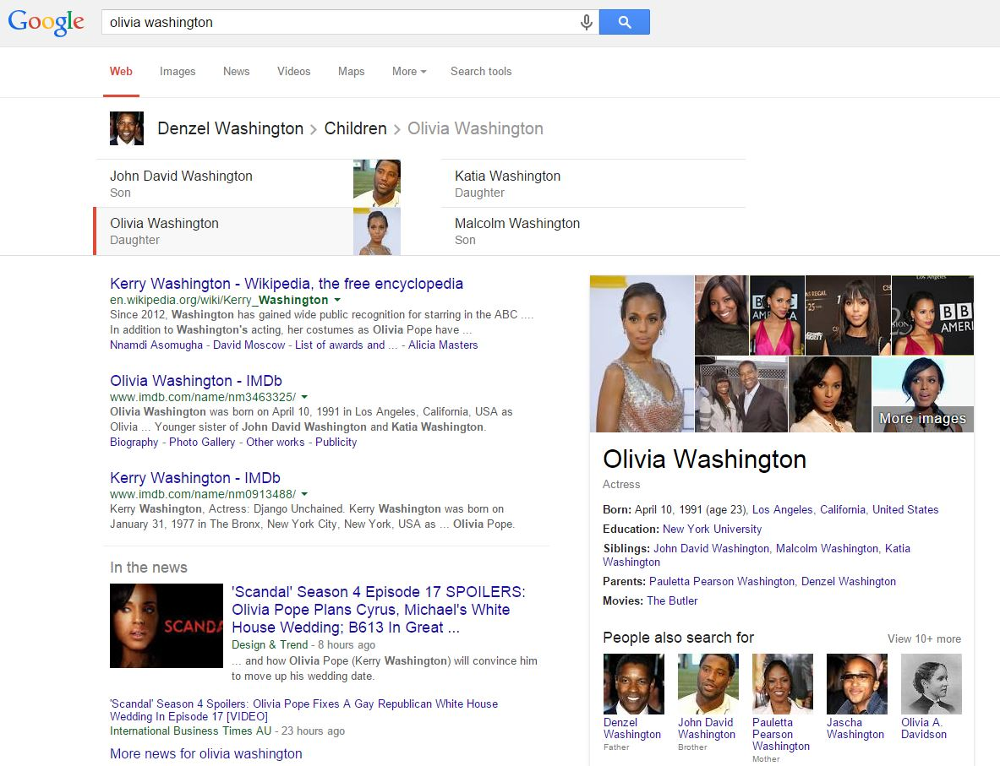 Google
olivia washington
Web Images News Videos Maps More Search tools
Denzel Washington > Children > Olivia Washington
John David Washington
Son
Katia Washington
Daughter
Olivia Washington
Daughter
Malcolm Washington
Son
Kerry Washington - Wikipedia, the free encyclopedia
en.wikipedia.org/wiki/Kerry_Washington
Since 2012, Washington has gained wide public recognition for starring in the ABC ....
In addition to Washington's acting, her costumes as Olivia Pope have ...
Nnamdi Asomugha - David Moscow - List of awards and ... - Alicia Masters
Olivia Washington - IMDb
www.imdb.com/name/nm3463325/
Olivia Washington was born on April 10, 1991 in Los Angeles, California, USA as
Olivia ... Younger sister of John David Washington and Katia Washington.
Biography - Photo Gallery - Other works - Publicity
Kerry Washington - IMDb
www.imdb.com/name/nm0913488/
Kerry Washington, Actress: Django Unchained. Kerry Washington was born on
January 31, 1977 in The Bronx, New York City, New York, USA as ... Olivia Pope.
In the news
SCANDA
'Scandal' Season 4 Episode 17 SPOILERS:
Olivia Pope Plans Cyrus, Michael's White
House Wedding; B613 In Great ...
Design & Trend - 8 hours ago
... and how Olivia Pope (Kerry Washington) will convince him
to move up his wedding date.
'Scandal' Season 4 Spoilers: Olivia Pope Fixes A Gay Republican White House
Wedding In Episode 17 [VIDEO]
International Business Times AU - 23 hours ago
More news for olivia washington
Los Angeles
BBC
AMERICA
AS REGAL
25
BB
AMERI
More images
Olivia Washington
Actress
Born: April 10, 1991 (age 23), Los Angeles, California, United States
Education: New York University
Siblings: John David Washington, Malcolm Washington, Katia
Washington
Parents: Pauletta Pearson Washington, Denzel Washington
Movies: The Butler
People also search for
View 10+ more
Denzel
Washington
Father
John David
Washington
Brother
Pauletta
Pearson
Washington
Mother
Jascha
Washington
Olivia A.
Davidson